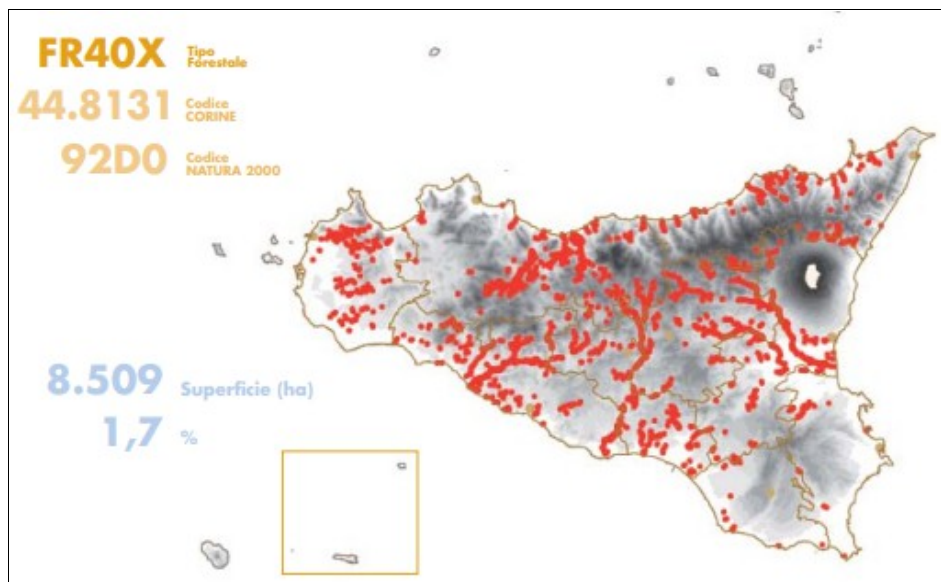 FR40X Tipo
Forestale
44.8131 Codice
CORINE
92D0 Codice
NATURA 2000
8.509 Superficie (ha)
1,7 %